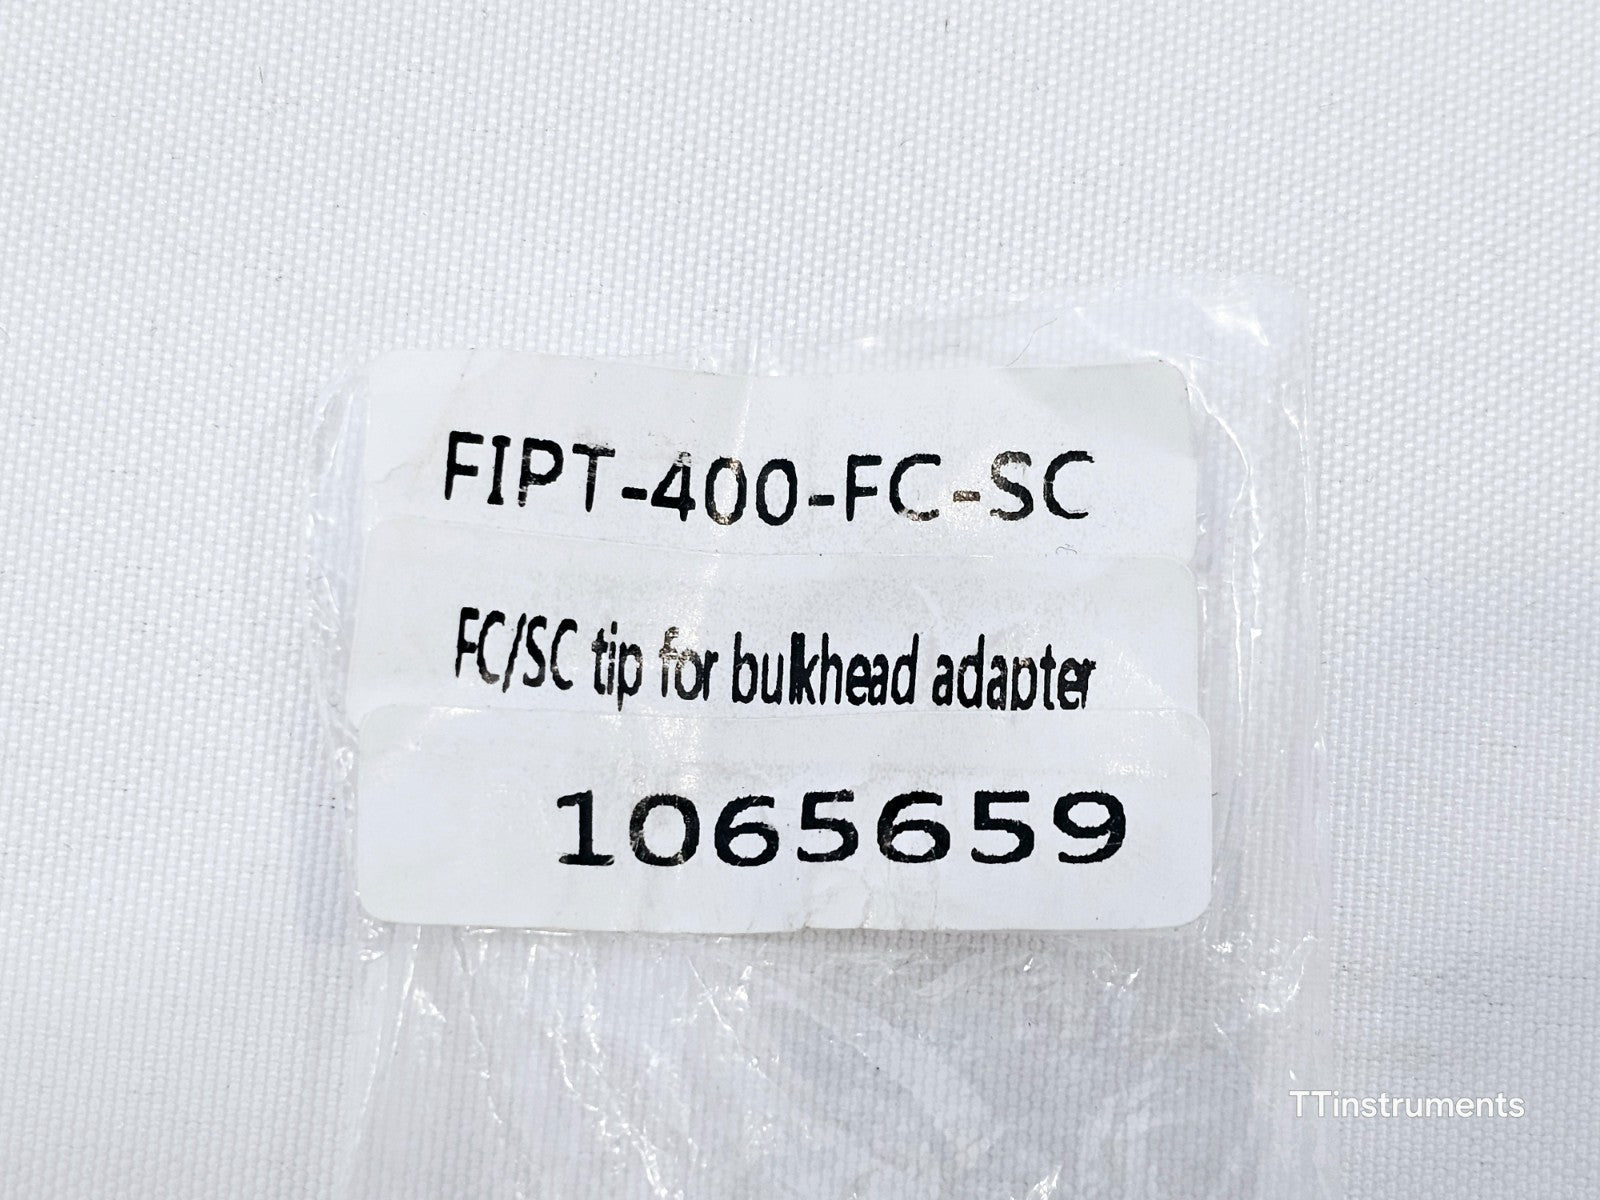 FIPT-400-FC-SC
FC/SC tip for bulkhead adapter
1065659
TTinstruments